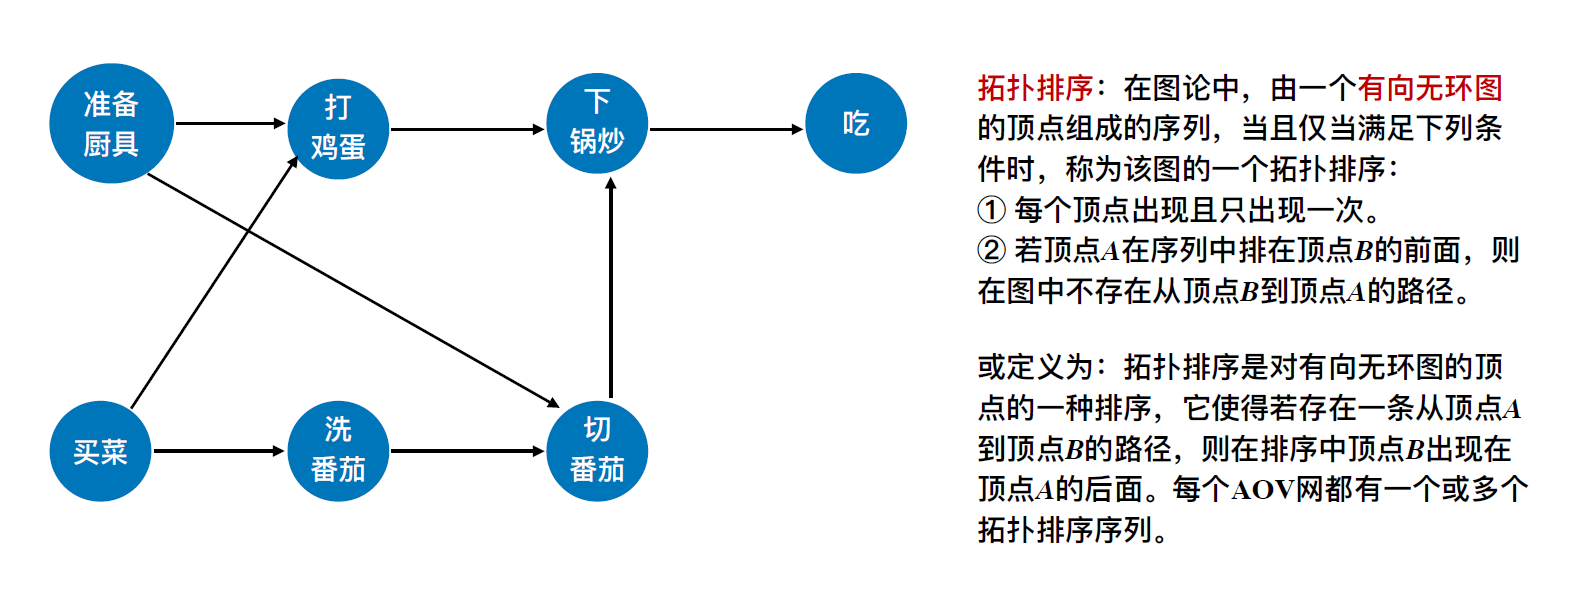 准备
厨具
打
鸡蛋
下
锅炒
吃
买菜
洗
番茄
切
番茄
拓扑排序：在图论中，由一个有向无环图
的顶点组成的序列，当且仅当满足下列条
件时，称为该图的一个拓扑排序：
① 每个顶点出现且只出现一次。
② 若顶点A在序列中排在顶点B的前面，则
在图中不存在从顶点B到顶点A的路径。
或定义为：拓扑排序是对有向无环图的顶
点的一种排序，它使得若存在一条从顶点A
到顶点B的路径，则在排序中顶点B出现在
顶点A的后面。每个AOV网都有一个或多个
拓扑排序序列。